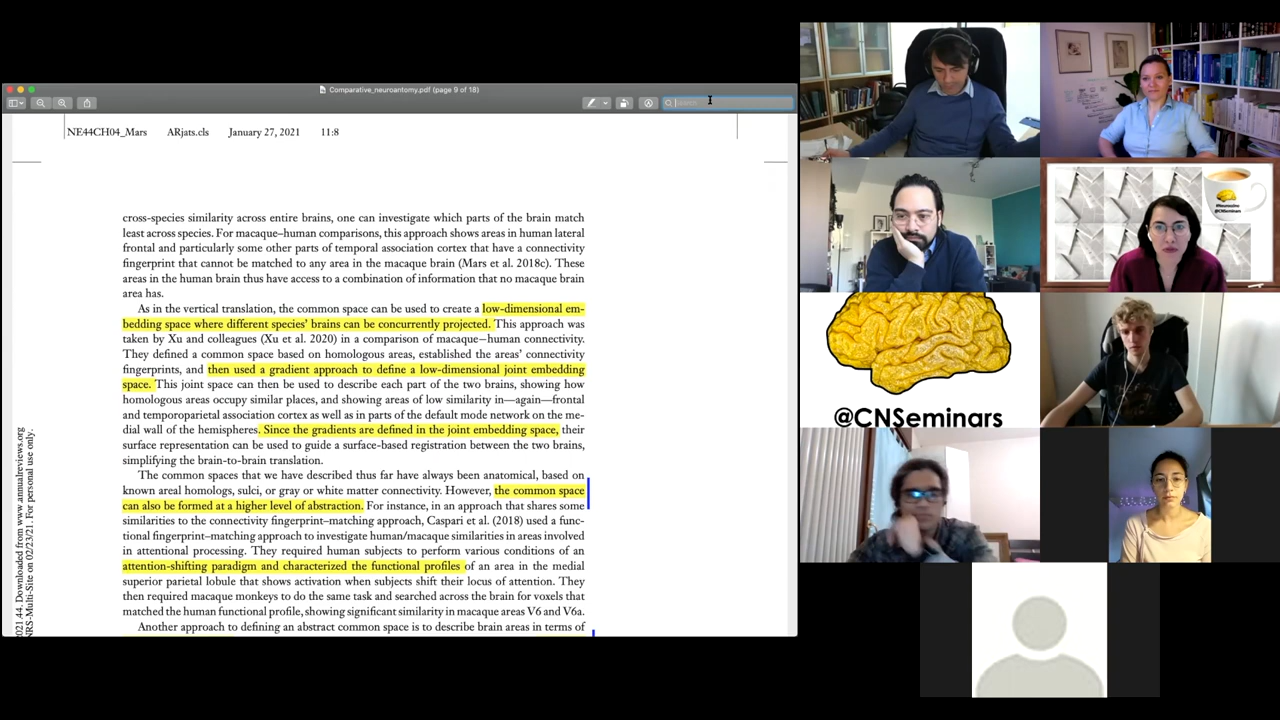 Comparative_neuroantomy.pdf (page 9 of 18)
Search
NE44CH04_Mars ARjats.cls January 27, 2021 11:8
cross-species similarity across entire brains, one can investigate which parts of the brain match
least across species. For macaque–human comparisons, this approach shows areas in human lateral
frontal and particularly some other parts of temporal association cortex that have a connectivity
fingerprint that cannot be matched to any area in the macaque brain (Mars et al. 2018c). These
areas in the human brain thus have access to a combination of information that no macaque brain
area has.
As in the vertical translation, the common space can be used to create a low-dimensional em-
bedding space where different species' brains can be concurrently projected. This approach was
taken by Xu and colleagues (Xu et al. 2020) in a comparison of macaque–human connectivity.
They defined a common space based on homologous areas, established the areas' connectivity
fingerprints, and then used a gradient approach to define a low-dimensional joint embedding
space. This joint space can then be used to describe each part of the two brains, showing how
homologous areas occupy similar places, and showing areas of low similarity in—again—frontal
and temporoparietal association cortex as well as in parts of the default mode network on the me-
dial wall of the hemispheres. Since the gradients are defined in the joint embedding space, their
surface representation can be used to guide a surface-based registration between the two brains,
simplifying the brain-to-brain translation.
The common spaces that we have described thus far have always been anatomical, based on
known areal homologs, sulci, or gray or white matter connectivity. However, the common space
can also be formed at a higher level of abstraction. For instance, in an approach that shares some
similarities to the connectivity fingerprint–matching approach, Caspari et al. (2018) used a func-
tional fingerprint–matching approach to investigate human/macaque similarities in areas involved
in attentional processing. They required human subjects to perform various conditions of an
attention-shifting paradigm and characterized the functional profiles of an area in the medial
superior parietal lobule that shows activation when subjects shift their locus of attention. They
then required macaque monkeys to do the same task and searched across the brain for voxels that
matched the human functional profile, showing significant similarity in macaque areas V6 and V6a.
Another approach to defining an abstract common space is to describe brain areas in terms of
2021.44. Downloaded from www.annualreviews.org
NRS-Multi-Site on 02/23/21. For personal use only.
@CNSeminars
@CNSeminars